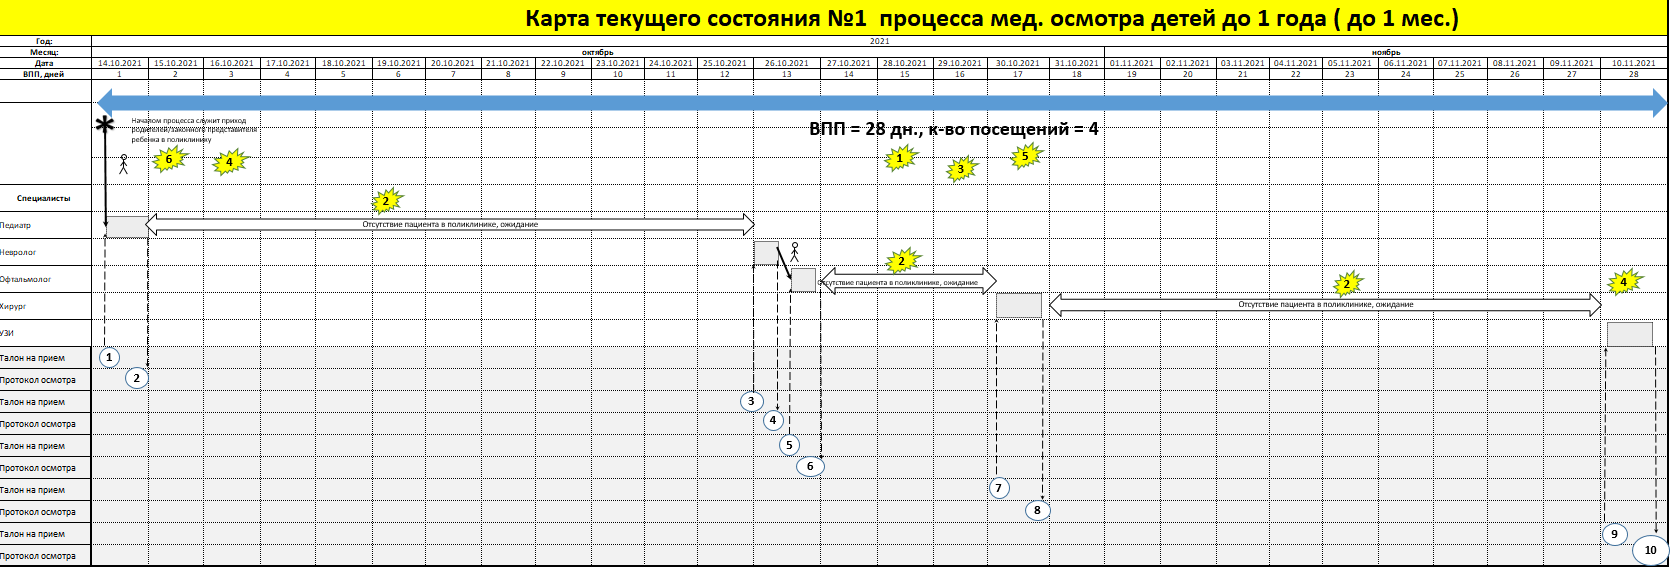 Карта текущего состояния №1 процесса мед. осмотра детей до 1 года ( до 1 мес.)
Год: 2021
Месяц: октябрь ноябрь
Дата 14.10.2021 15.10.2021 16.10.2021 17.10.2021 18.10.2021 19.10.2021 20.10.2021 21.10.2021 22.10.2021 23.10.2021 24.10.2021 25.10.2021 26.10.2021 27.10.2021 28.10.2021 29.10.2021 30.10.2021 31.10.2021 01.11.2021 02.11.2021 03.11.2021 04.11.2021 05.11.2021 06.11.2021 07.11.2021 08.11.2021 09.11.2021 10.11.2021
ВПП, дней 1 2 3 4 5 6 7 8 9 10 11 12 13 14 15 16 17 18 19 20 21 22 23 24 25 26 27 28
Началом процесса служит приход
родителей/законного представителя
ребенка в поликлинику
ВПП = 28 дн., к-во посещений = 4
6 4 1 3 5
Специалисты 2
Педиатр Отсутствие пациента в поликлинике, ожидание
Невролог 2
Офтальмолог Отсутствие пациента в поликлинике, ожидание 2 4
Хирург Отсутствие пациента в поликлинике, ожидание
УЗИ
Талон на прием 1
Протокол осмотра 2
Талон на прием 3
Протокол осмотра 4
Талон на прием 5
Протокол осмотра 6
Талон на прием 7
Протокол осмотра 8
Талон на прием 9
Протокол осмотра 10